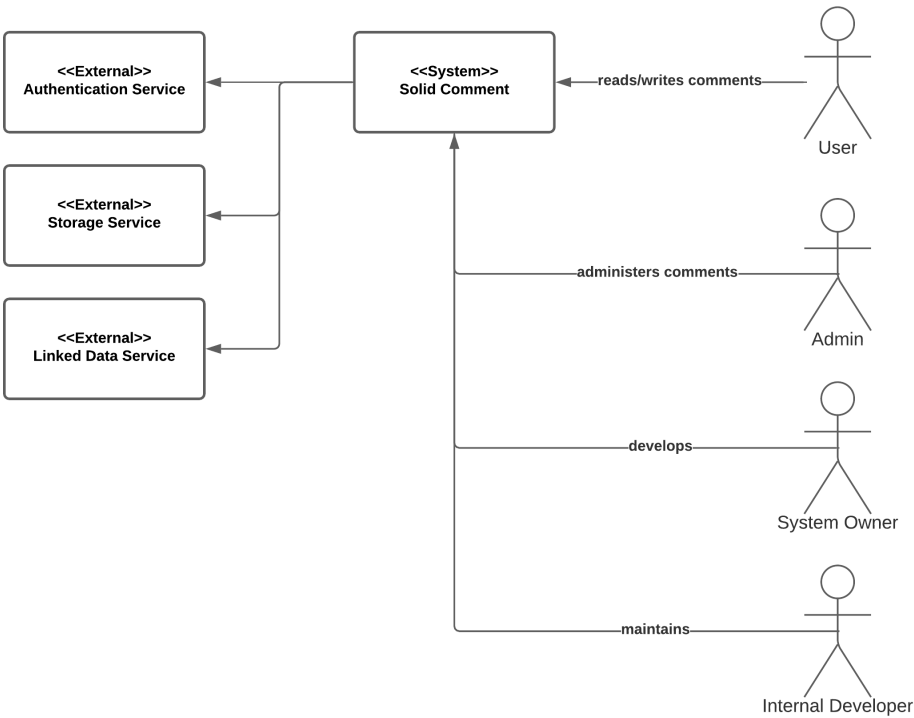 <<External>>
Authentication Service
<<System>>
Solid Comment
reads/writes comments
User
<<External>>
Storage Service
administers comments
Admin
<<External>>
Linked Data Service
develops
System Owner
maintains
Internal Developer